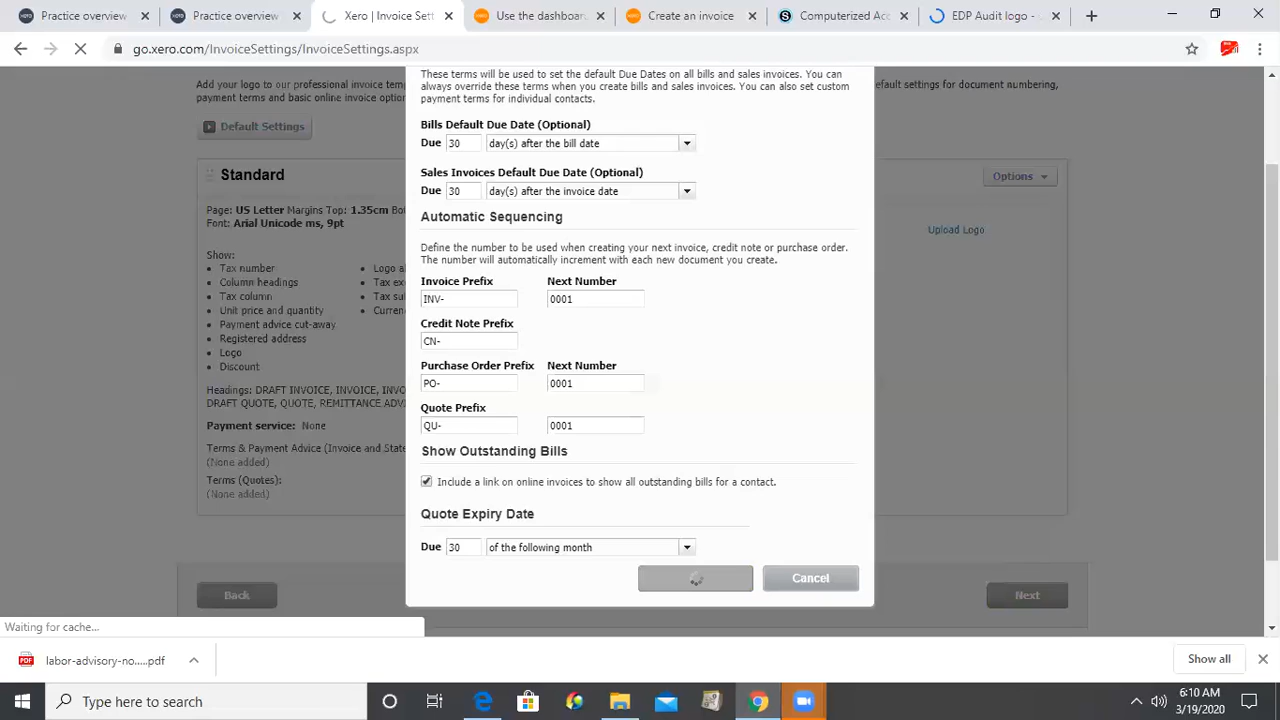 Practice overview
Practice overview
Xero | Invoice Set
Use the dashboar
Create an invoice
Computerized Acc
EDP Audit logo -
go.xero.com/InvoiceSettings/InvoiceSettings.aspx
Add your logo to our professional invoice temp
efault settings for document numbering,
payment terms and basic online invoice option
Default Settings
Standard
Options
Page: US Letter Margins Top: 1.35cm Bot
Font: Arial Unicode ms, 9pt
Upload Logo
Show:
Tax number
Logo a
Column headings
Tax su
Tax column
Tax su
Unit price and quantity
Curren
Payment advice cut-away
Registered address
Logo
Discount
Headings: DRAFT INVOICE, INVOICE, INVO
DRAFT QUOTE, QUOTE, REMITTANCE ADV
Payment service: None
Terms & Payment Advice (Invoice and State
(None added)
Terms (Quotes):
(None added)
Back
Next
These terms will be used to set the default Due Dates on all bills and sales invoices. You can
always override these terms when you create bills and sales invoices. You can also set custom
payment terms for individual contacts.
Bills Default Due Date (Optional)
Due 30 day(s) after the bill date
Sales Invoices Default Due Date (Optional)
Due 30 day(s) after the invoice date
Automatic Sequencing
Define the number to be used when creating your next invoice, credit note or purchase order.
The number will automatically increment with each new document you create.
Invoice Prefix Next Number
INV- 0001
Credit Note Prefix
CN-
Purchase Order Prefix Next Number
PO- 0001
Quote Prefix
QU- 0001
Show Outstanding Bills
Include a link on online invoices to show all outstanding bills for a contact.
Quote Expiry Date
Due 30 of the following month
Cancel
Waiting for cache...
labor-advisory-no.....pdf
Show all
Type here to search
6:10 AM
3/19/2020